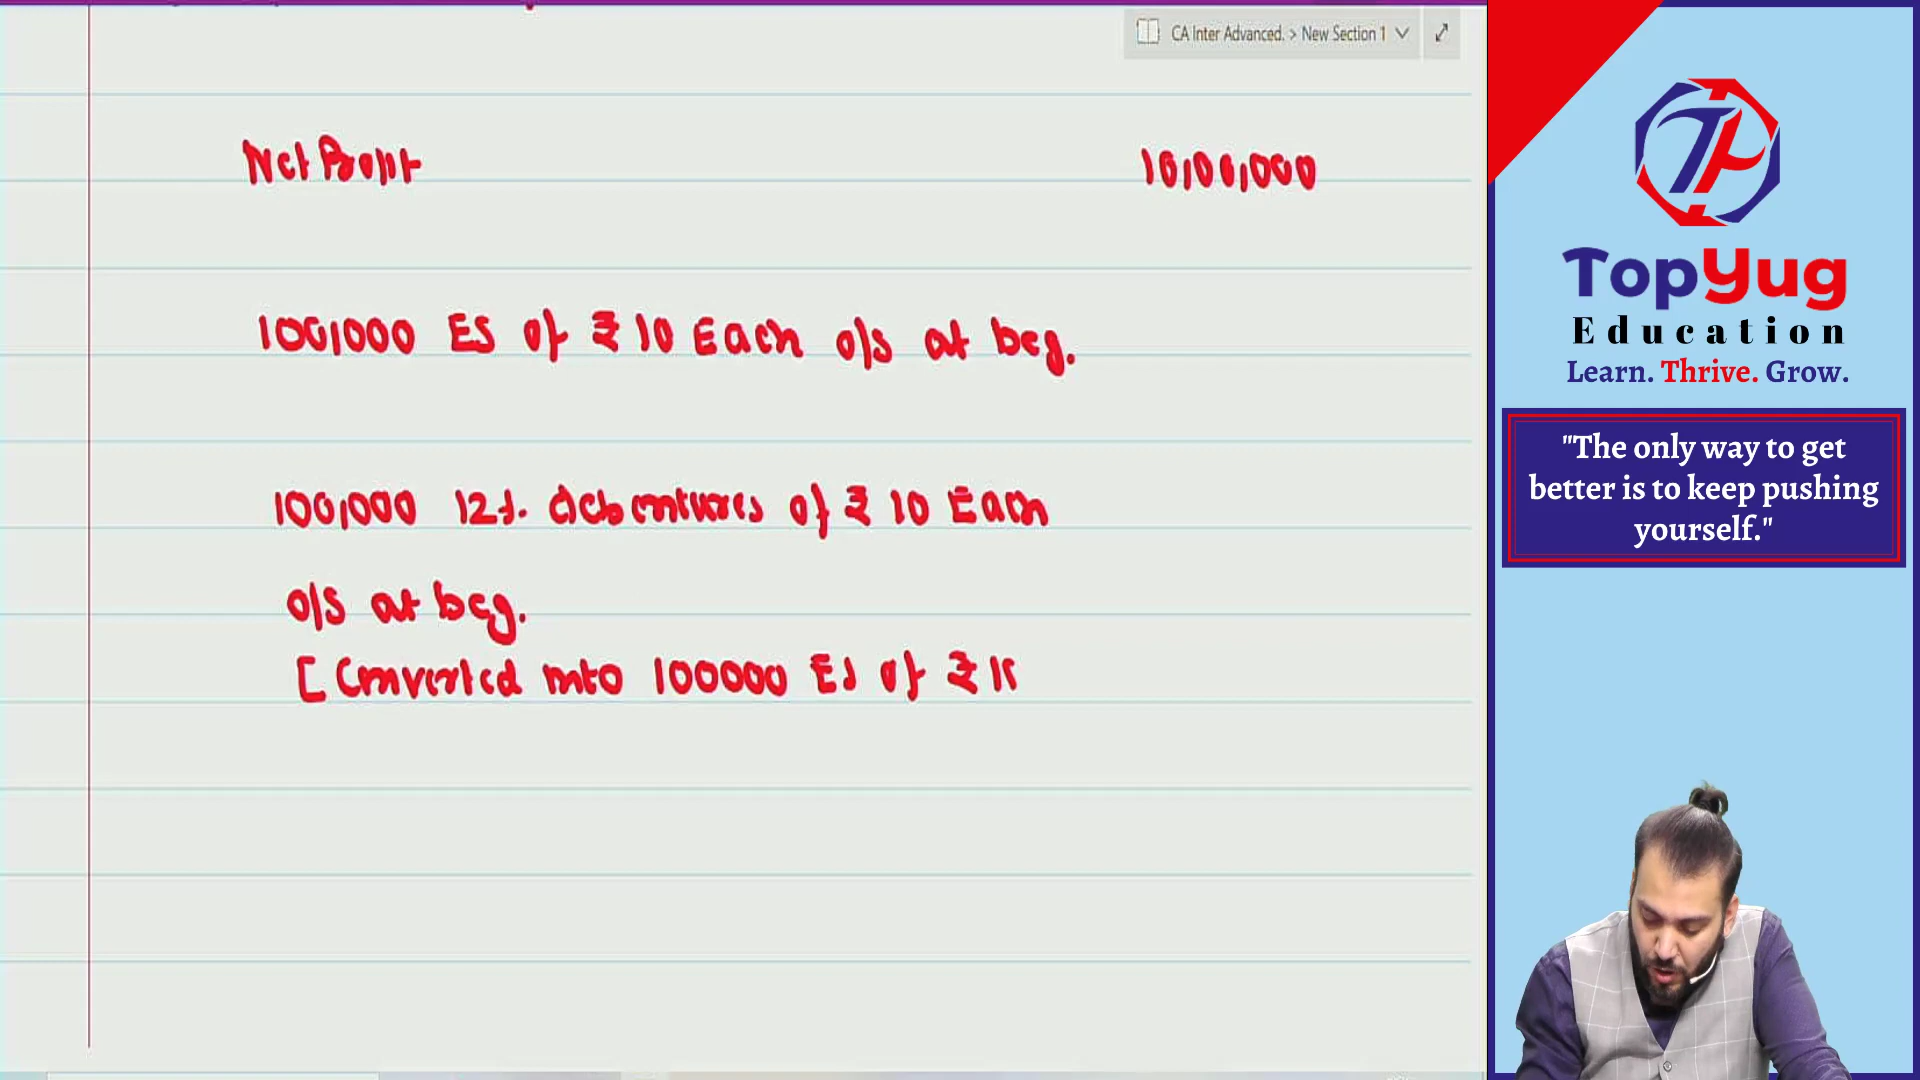 CA Inter Advanced. > New Section 1
Net Profit 10,00,000
100,000 ES of ₹ 10 Each o/s at beg.
100,000 12%. debentures of ₹ 10 Each
o/s at beg.
[ Converted into 100000 ES of ₹ 10
TopYug
Education
Learn. Thrive. Grow.
"The only way to get
better is to keep pushing
yourself."